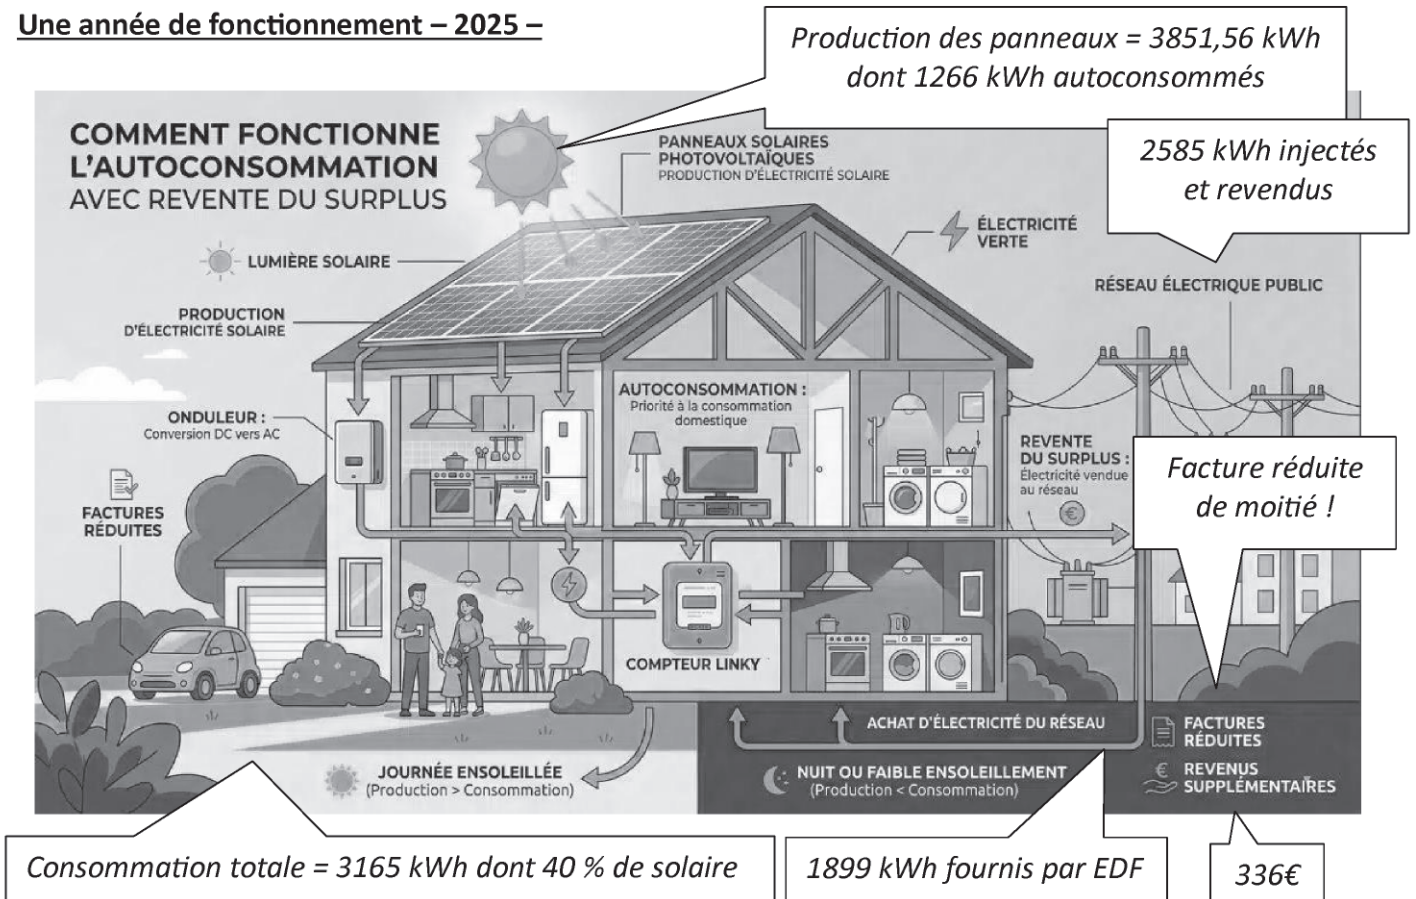 Une année de fonctionnement – 2025 –
Production des panneaux = 3851,56 kWh
dont 1266 kWh autoconsommés
2585 kWh injectés
et revendus
COMMENT FONCTIONNE
L'AUTOCONSOMMATION
AVEC REVENTE DU SURPLUS
PANNEAUX SOLAIRES
PHOTOVOLTAÏQUES
PRODUCTION D'ÉLECTRICITÉ SOLAIRE
ÉLECTRICITÉ
VERTE
LUMIÈRE SOLAIRE
RÉSEAU ÉLECTRIQUE PUBLIC
PRODUCTION
D'ÉLECTRICITÉ SOLAIRE
AUTOCONSOMMATION :
Priorité à la consommation
domestique
ONDULEUR :
Conversion DC vers AC
REVENTE
DU SURPLUS :
Électricité vendue
au réseau
€
Facture réduite
de moitié !
FACTURES
RÉDUITES
COMPTEUR LINKY
ACHAT D'ÉLECTRICITÉ DU RÉSEAU
FACTURES
RÉDUITES
JOURNÉE ENSOLEILLÉE
(Production > Consommation)
NUIT OU FAIBLE ENSOLEILLEMENT
(Production < Consommation)
€ REVENUS
SUPPLÉMENTAIRES
Consommation totale = 3165 kWh dont 40 % de solaire
1899 kWh fournis par EDF
336€